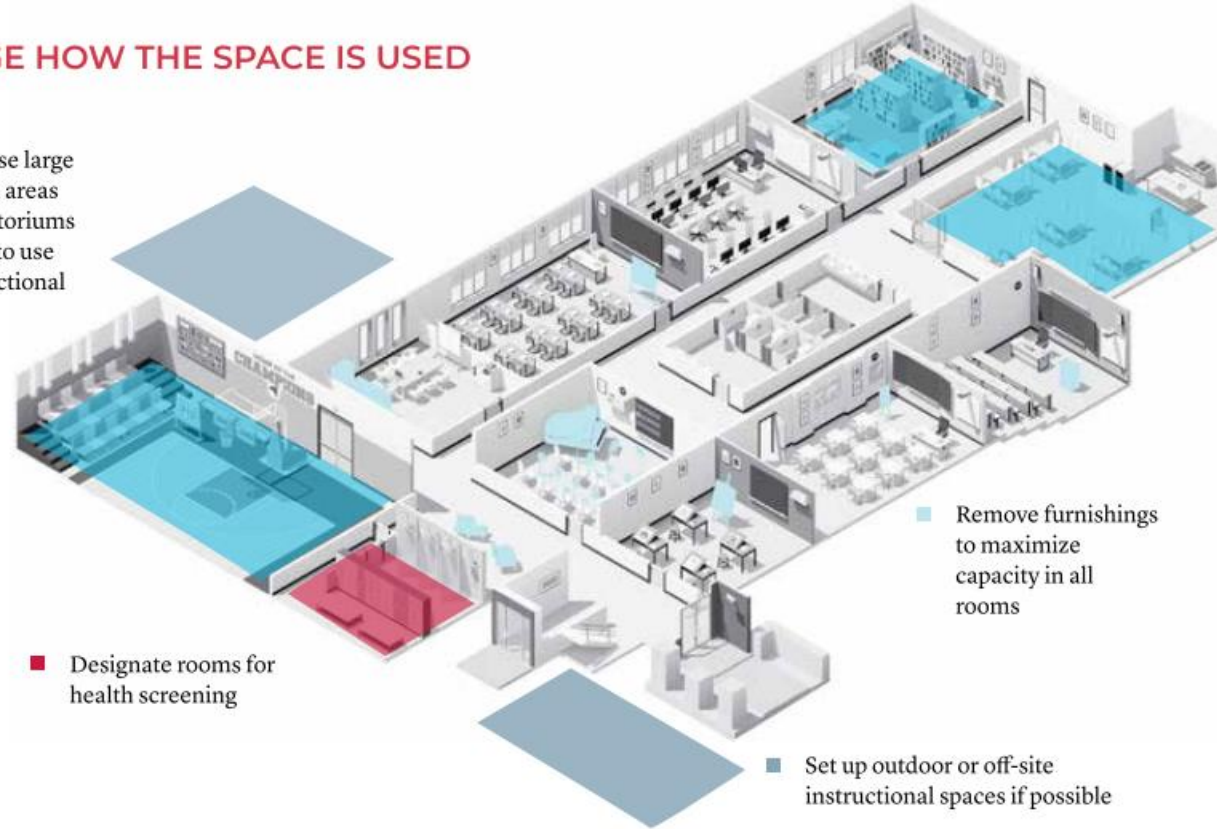 GE HOW THE SPACE IS USED
se large
areas
toriums
to use
ctional
CHAMPIONS
Remove furnishings
to maximize
capacity in all
rooms
Designate rooms for
health screening
Set up outdoor or off-site
instructional spaces if possible